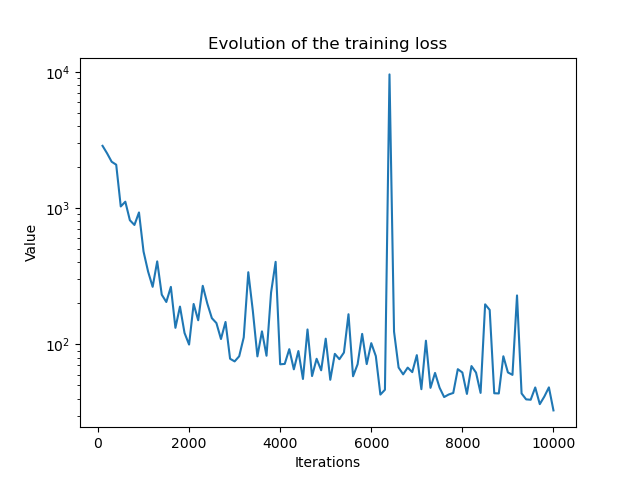 Evolution of the training loss
10⁴
10³
10²
Value
0 2000 4000 6000 8000 10000
Iterations